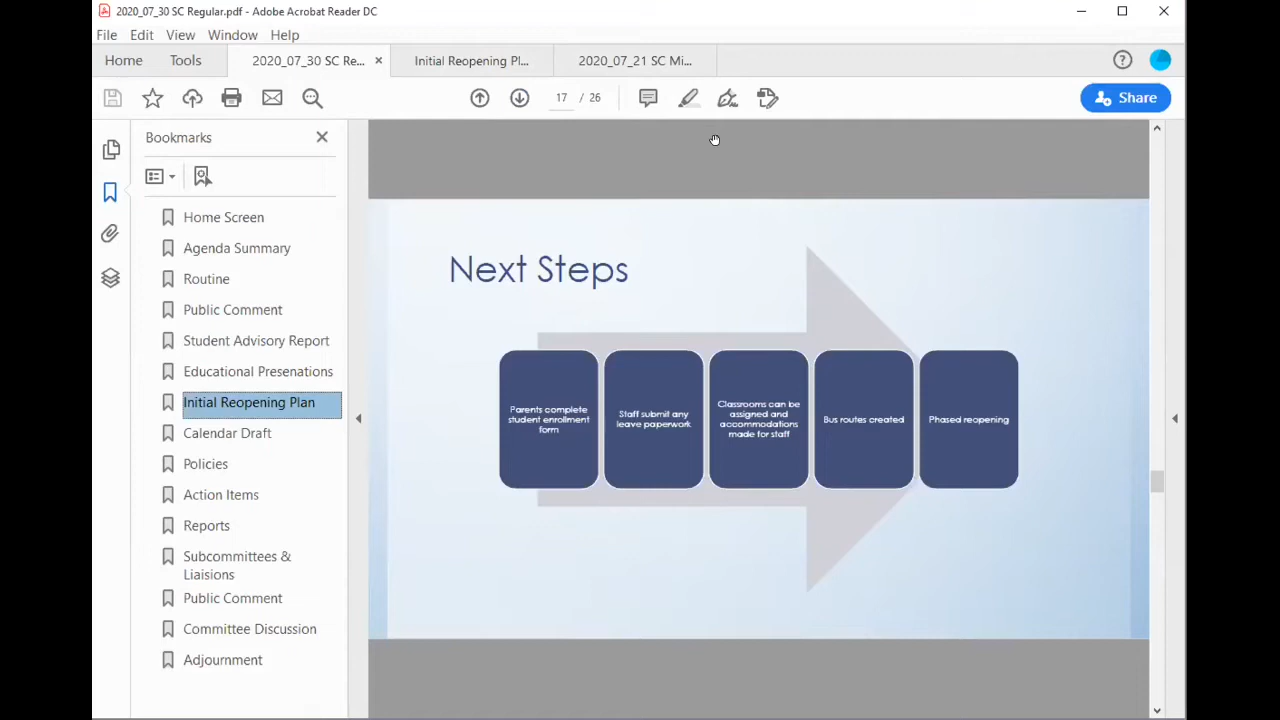 2020_07_30 SC Regular.pdf - Adobe Acrobat Reader DC
File Edit View Window Help
Home Tools 2020_07_30 SC Re... Initial Reopening Pl... 2020_07_21 SC Mi...
17 / 26
Share
Bookmarks
Home Screen
Agenda Summary
Routine
Public Comment
Student Advisory Report
Educational Presenations
Initial Reopening Plan
Calendar Draft
Policies
Action Items
Reports
Subcommittees &
Liaisions
Public Comment
Committee Discussion
Adjournment
Next Steps
Parents complete
student enrollment
form
Staff submit any
leave paperwork
Classrooms can be
assigned and
accommodations
made for staff
Bus routes created
Phased reopening